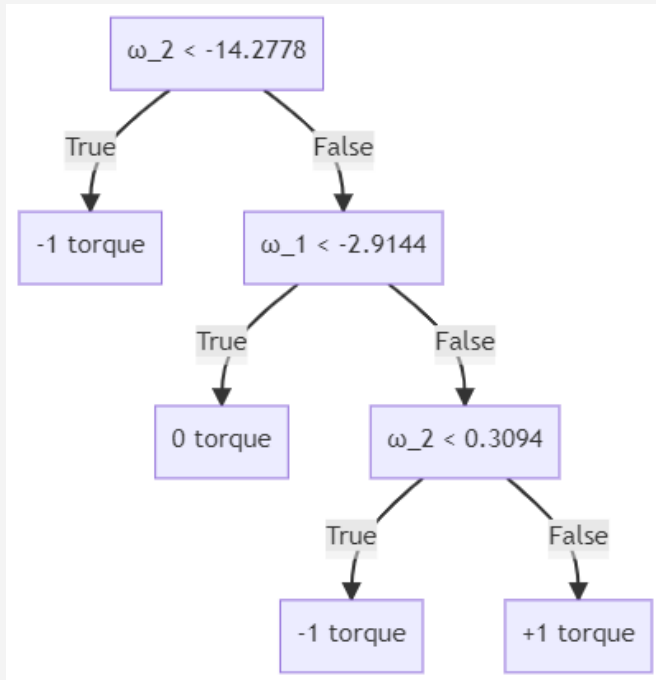 ω_2 < -14.2778
True
False
-1 torque
ω_1 < -2.9144
True
False
0 torque
ω_2 < 0.3094
True
False
-1 torque
+1 torque